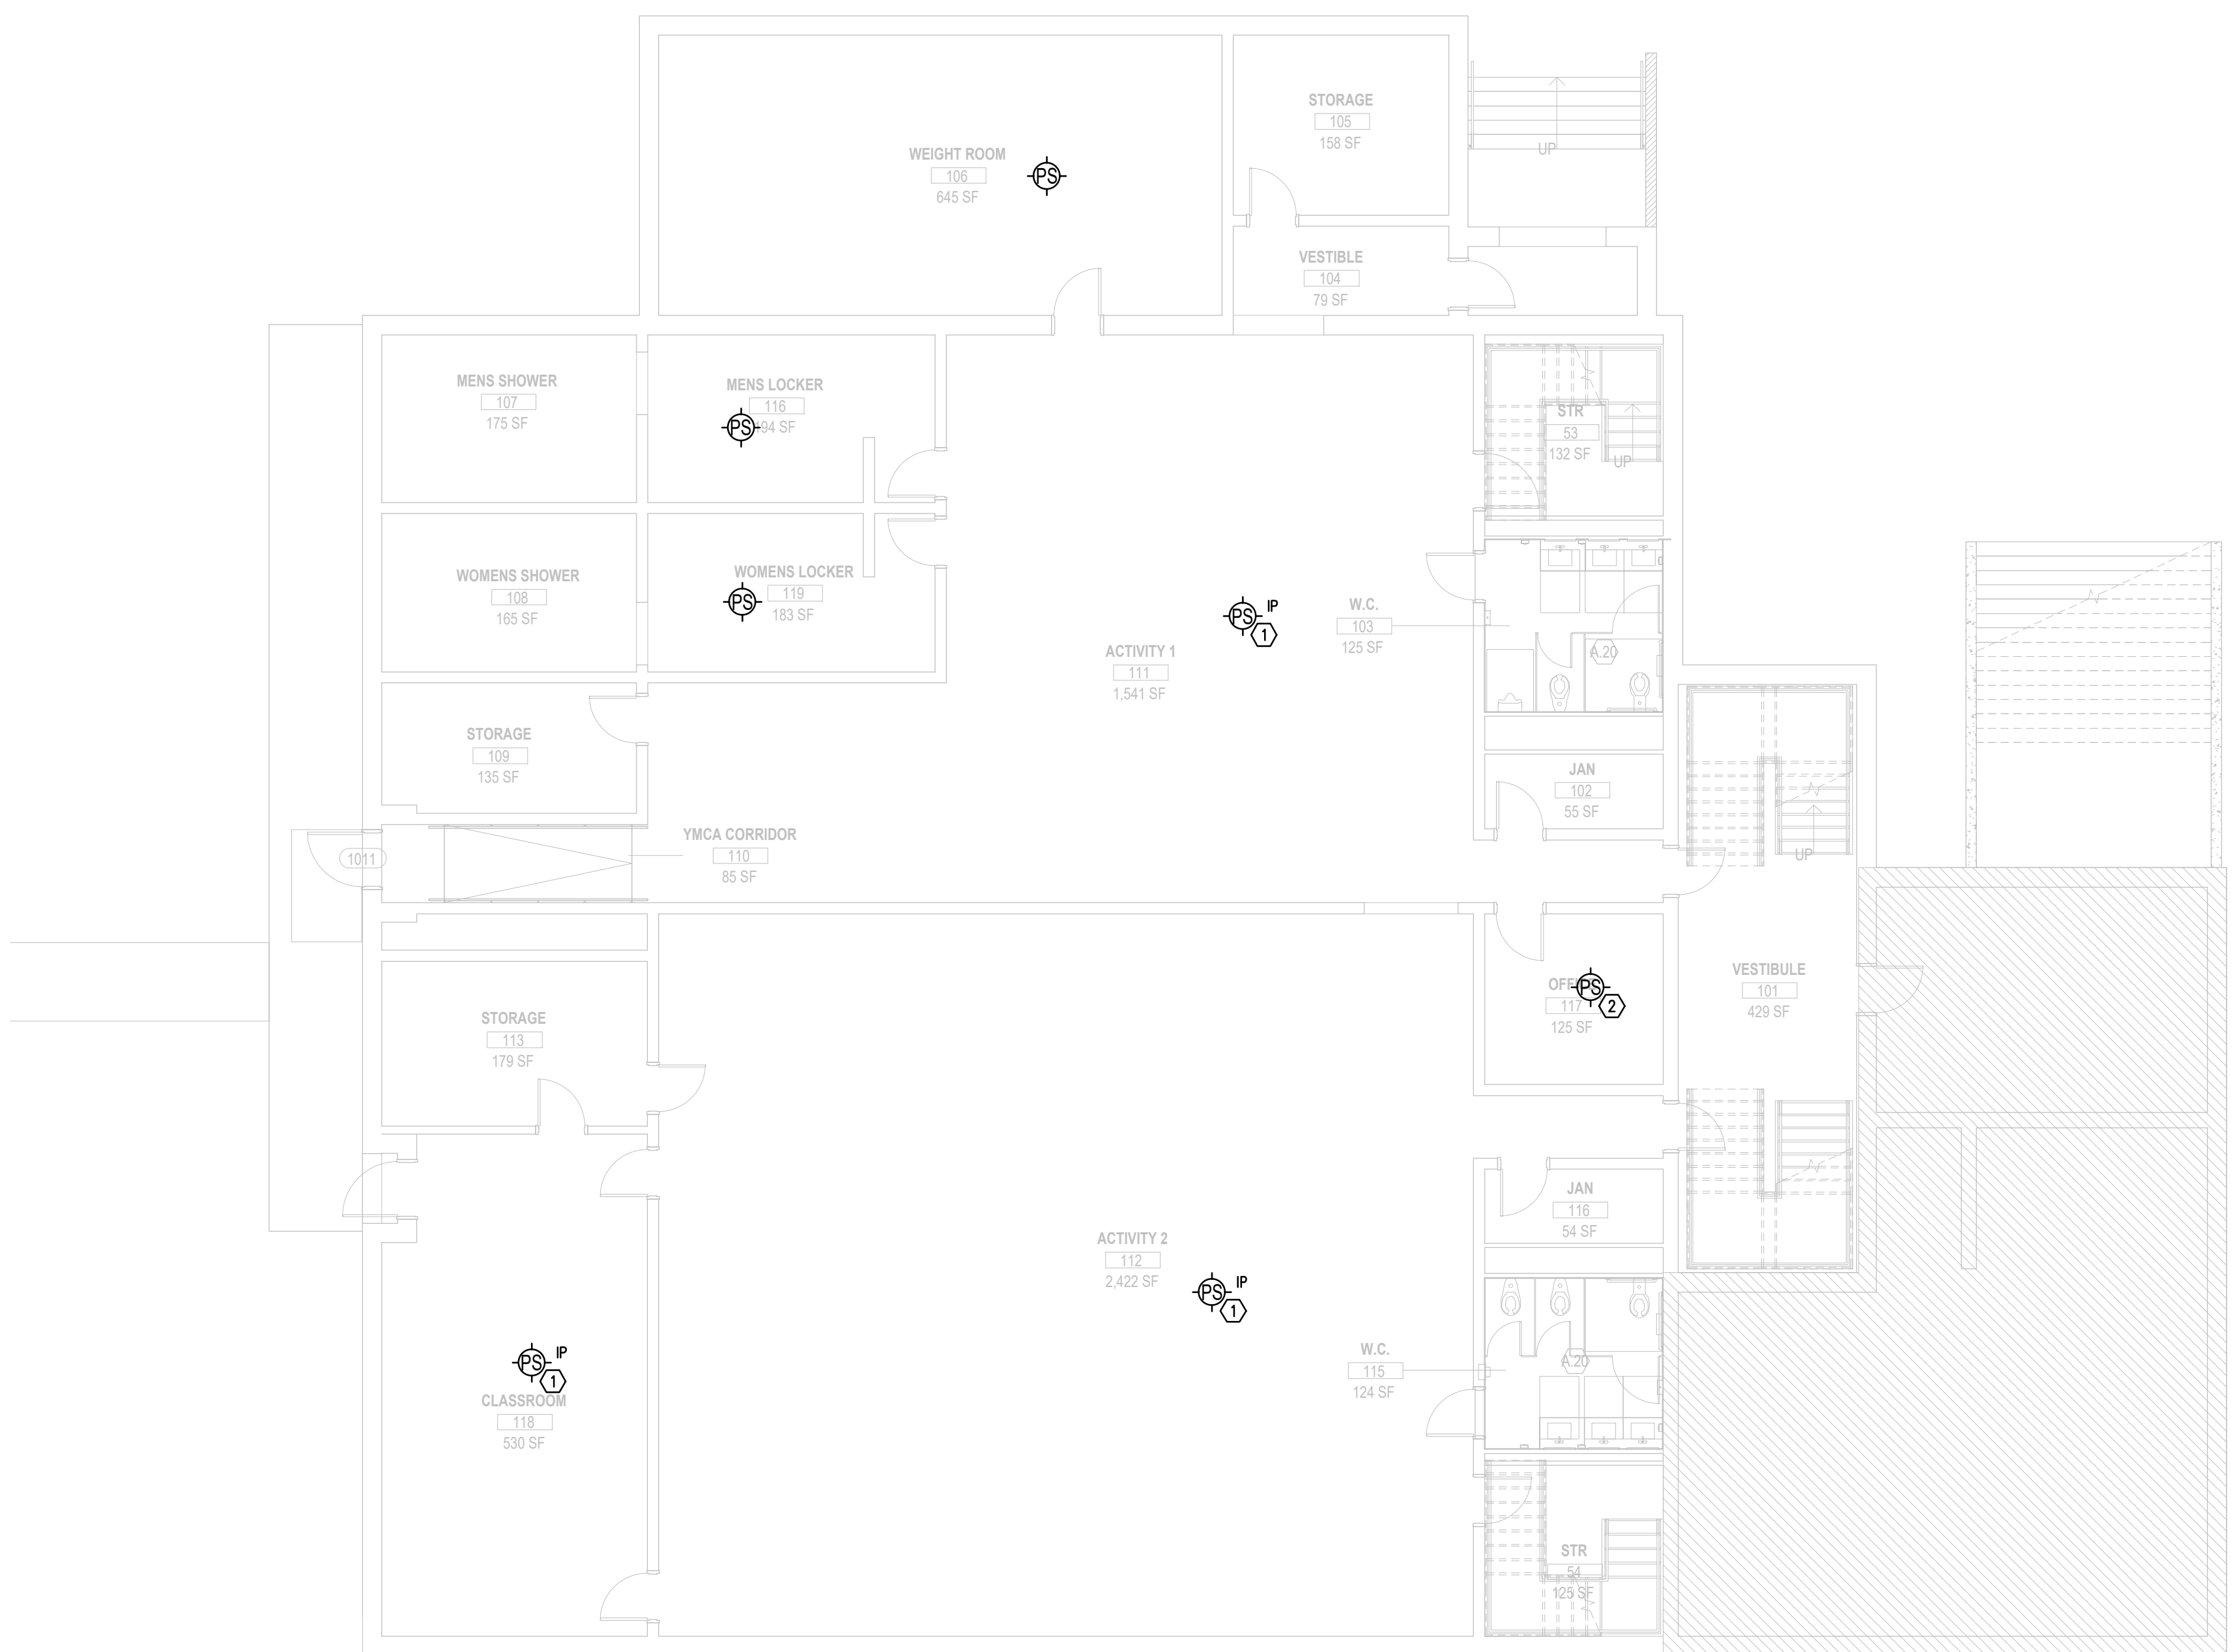 STORAGE
105
158 SF
UP
WEIGHT ROOM
106
645 SF
PS
VESTIBLE
104
79 SF
MENS SHOWER
107
175 SF
MENS LOCKER
116
194 SF
PS
STR
53
132 SF
UP
WOMENS SHOWER
108
165 SF
WOMENS LOCKER
119
183 SF
PS
PS IP
1
W.C.
103
125 SF
A.20
ACTIVITY 1
111
1,541 SF
STORAGE
109
135 SF
JAN
102
55 SF
YMCA CORRIDOR
110
85 SF
1011
UP
OFFICE
117
125 SF
PS
2
VESTIBULE
101
429 SF
STORAGE
113
179 SF
JAN
116
54 SF
ACTIVITY 2
112
2,422 SF
PS IP
1
PS IP
1
CLASSROOM
118
530 SF
W.C.
115
124 SF
A.20
STR
54
125 SF